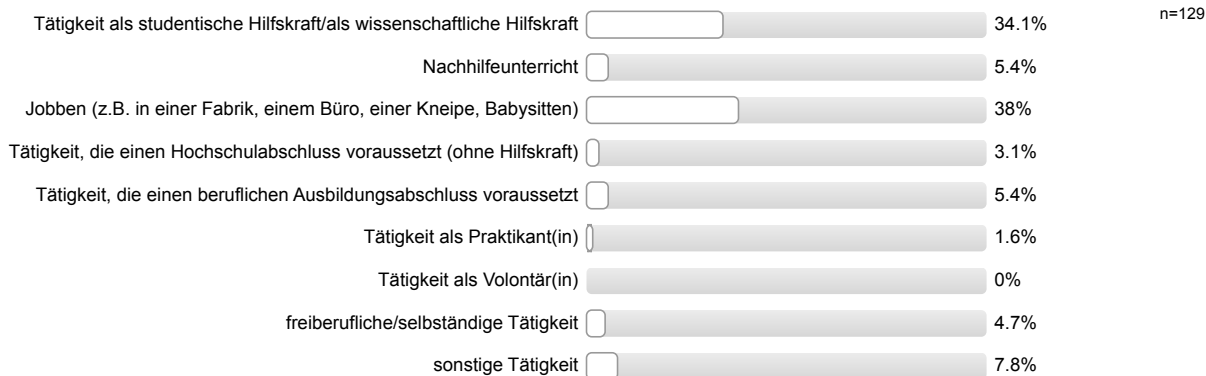 Tätigkeit als studentische Hilfskraft/als wissenschaftliche Hilfskraft 34.1% n=129
Nachhilfeunterricht 5.4%
Jobben (z.B. in einer Fabrik, einem Büro, einer Kneipe, Babysitten) 38%
Tätigkeit, die einen Hochschulabschluss voraussetzt (ohne Hilfskraft) 3.1%
Tätigkeit, die einen beruflichen Ausbildungsabschluss voraussetzt 5.4%
Tätigkeit als Praktikant(in) 1.6%
Tätigkeit als Volontär(in) 0%
freiberufliche/selbständige Tätigkeit 4.7%
sonstige Tätigkeit 7.8%